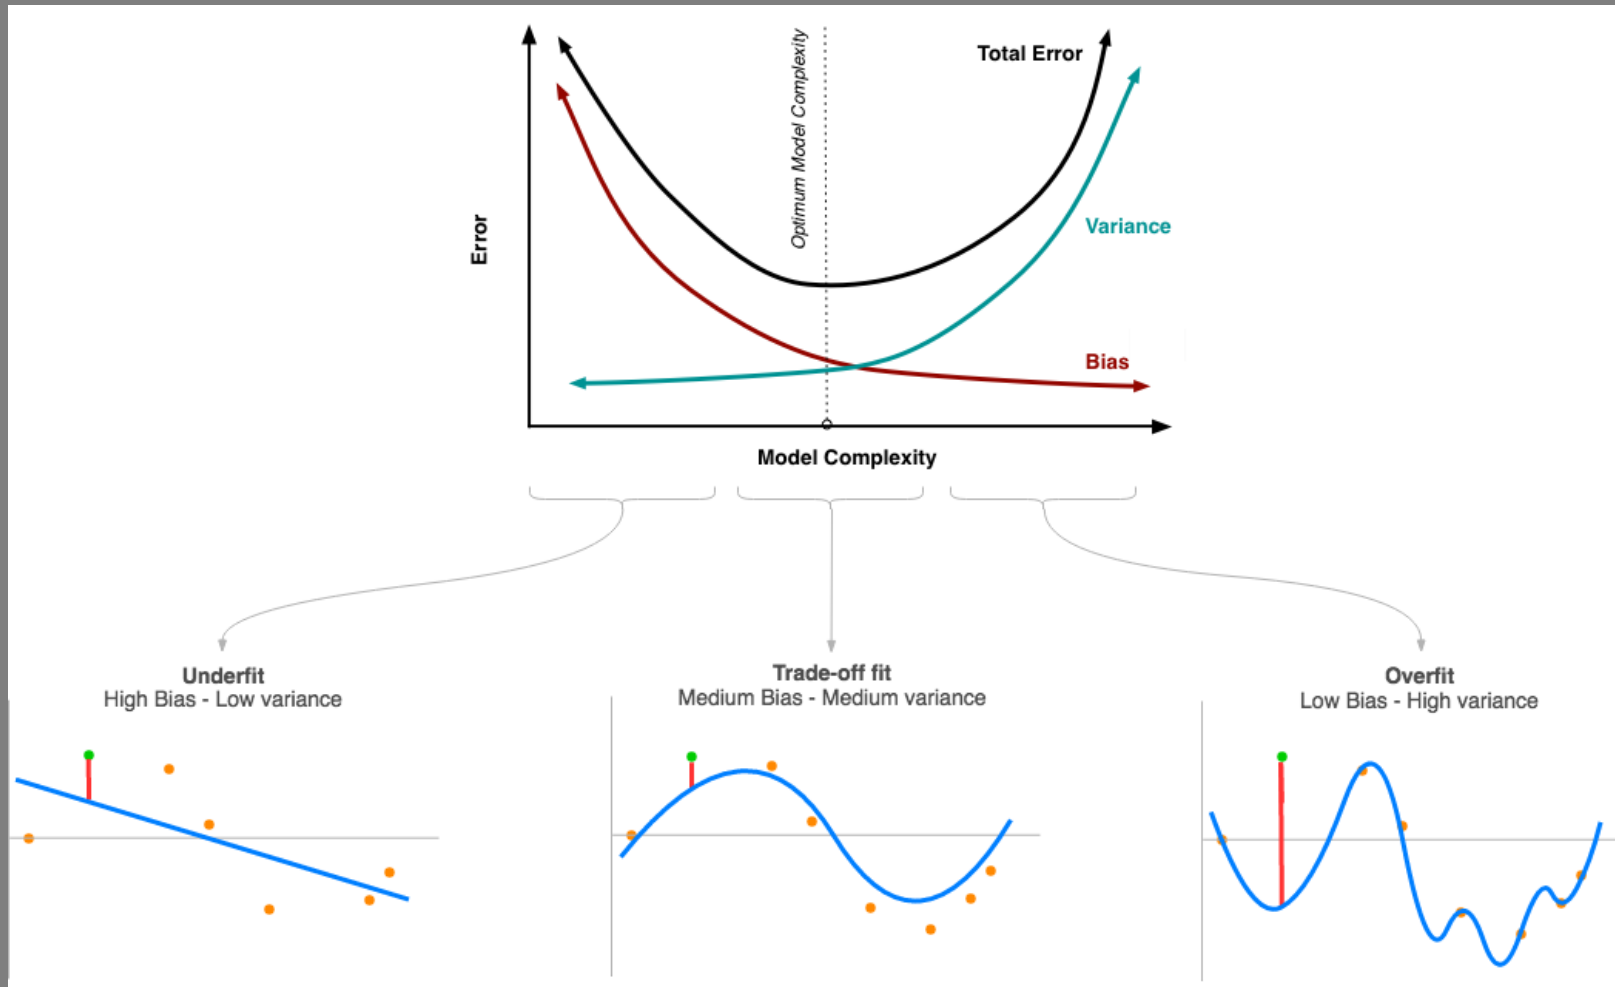 Total Error
Optimum Model Complexity
Variance
Error
Bias
Model Complexity
Underfit
High Bias - Low variance
Trade-off fit
Medium Bias - Medium variance
Overfit
Low Bias - High variance